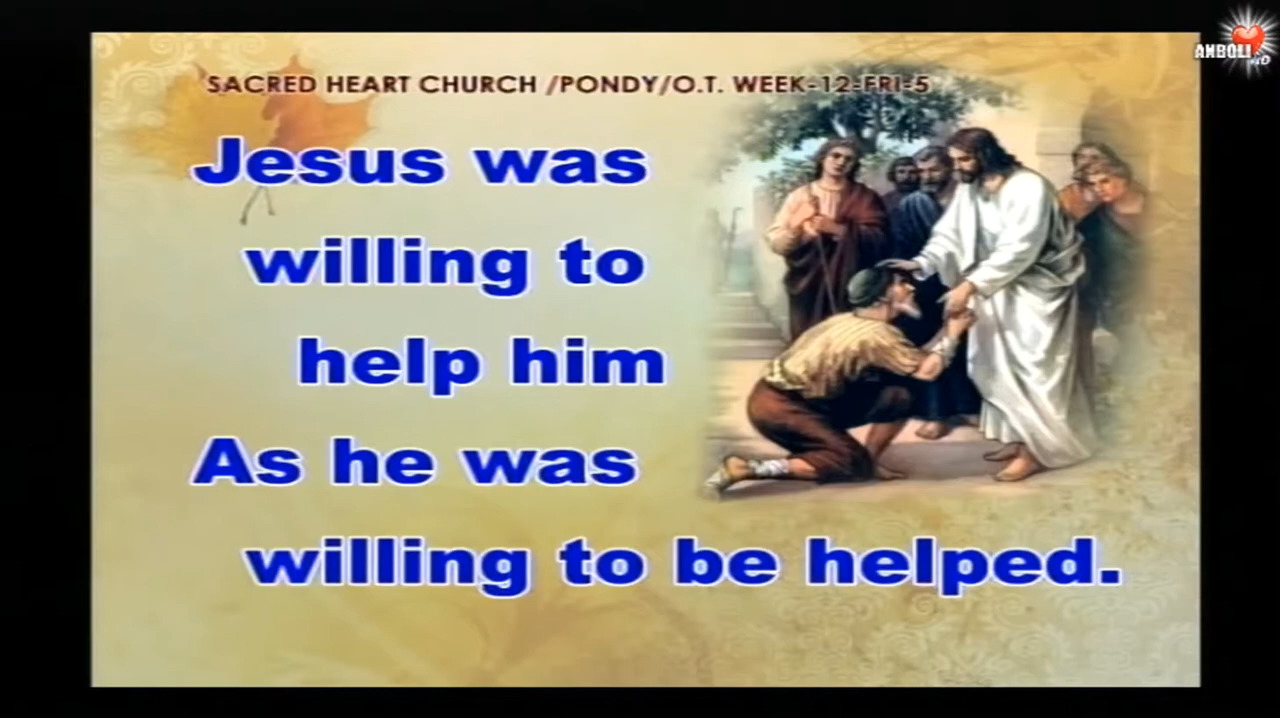 ANBOLI
HD
SACRED HEART CHURCH /PONDY/O.T. WEEK-12-FRI-5
Jesus was
willing to
help him
As he was
willing to be helped.